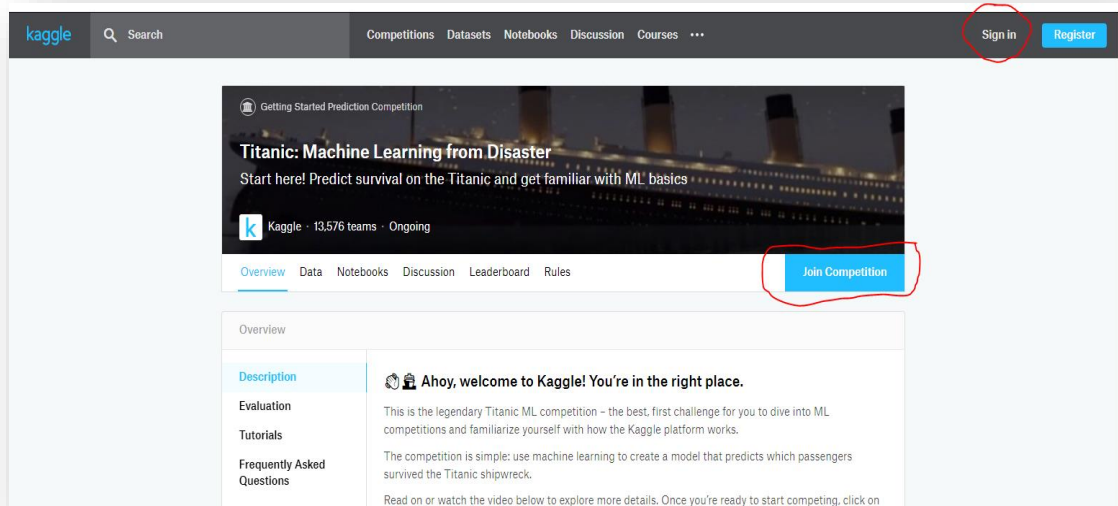 kaggle Search Competitions Datasets Notebooks Discussion Courses Sign in Register
Getting Started Prediction Competition
Titanic: Machine Learning from Disaster
Start here! Predict survival on the Titanic and get familiar with ML basics
k Kaggle · 13,576 teams · Ongoing
Overview Data Notebooks Discussion Leaderboard Rules Join Competition
Overview
Description
Evaluation
Tutorials
Frequently Asked
Questions
Ahoy, welcome to Kaggle! You’re in the right place.
This is the legendary Titanic ML competition – the best, first challenge for you to dive into ML
competitions and familiarize yourself with how the Kaggle platform works.
The competition is simple: use machine learning to create a model that predicts which passengers
survived the Titanic shipwreck.
Read on or watch the video below to explore more details. Once you’re ready to start competing, click on